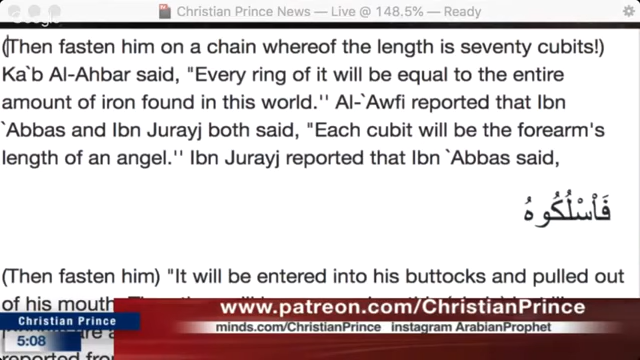 Christian Prince News — Live @ 148.5% — Ready
(Then fasten him on a chain whereof the length is seventy cubits!)
Ka`b Al-Ahbar said, "Every ring of it will be equal to the entire
amount of iron found in this world.'' Al-`Awfi reported that Ibn
`Abbas and Ibn Jurayj both said, "Each cubit will be the forearm's
length of an angel.'' Ibn Jurayj reported that Ibn `Abbas said,
فَاْسْلُكُوهُ
(Then fasten him) "It will be entered into his buttocks and pulled out
of his mouth.
www.patreon.com/ChristianPrince
Christian Prince
minds.com/ChristianPrince instagram ArabianProphet
5:08
reported from